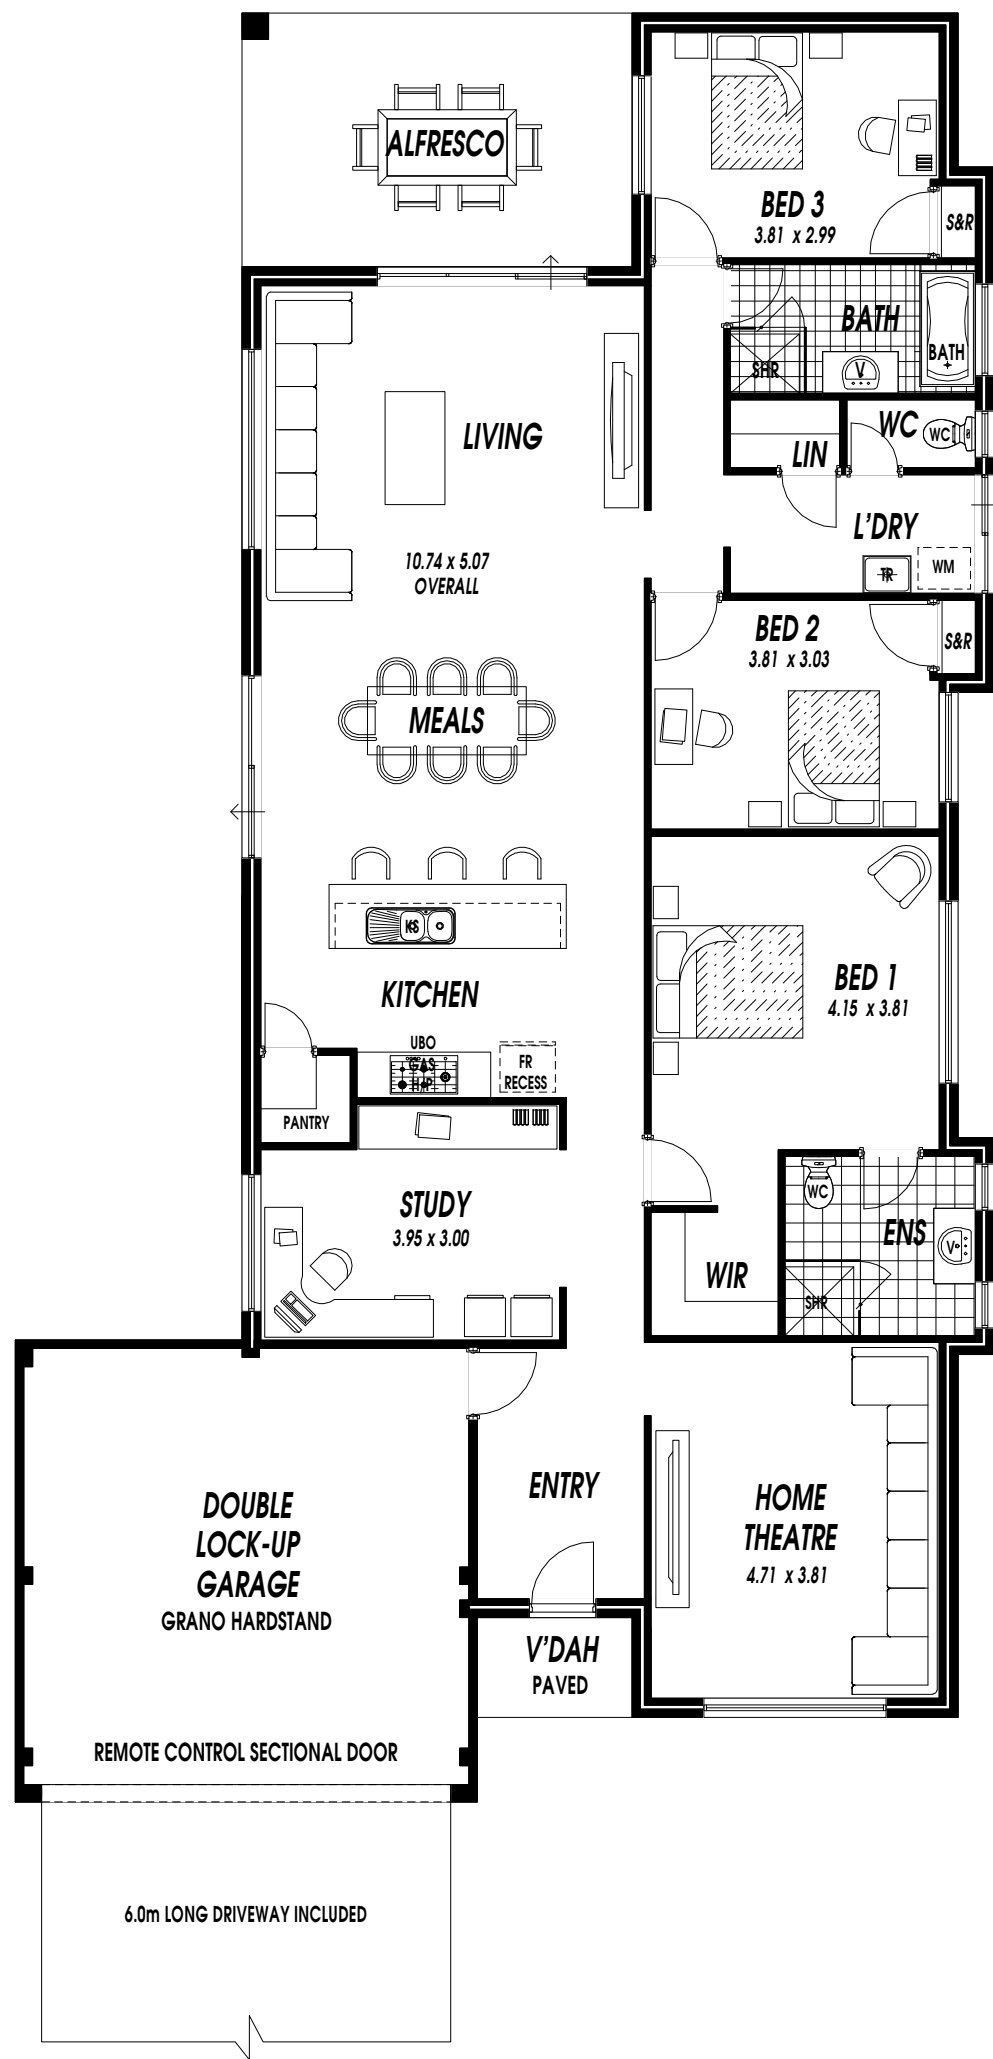 ALFRESCO
BED 3
3.81 x 2.99
S&R
BATH
BATH
SHR
V
LIVING
WC
WC
LIN
L'DRY
10.74 x 5.07
OVERALL
TR
WM
BED 2
3.81 x 3.03
S&R
MEALS
KS
KITCHEN
BED 1
4.15 x 3.81
UBO
GAS
H/P
FR
RECESS
PANTRY
STUDY
3.95 x 3.00
WC
ENS
V
WIR
SHR
ENTRY
HOME
THEATRE
4.71 x 3.81
DOUBLE
LOCK-UP
GARAGE
GRANO HARDSTAND
V'DAH
PAVED
REMOTE CONTROL SECTIONAL DOOR
6.0m LONG DRIVEWAY INCLUDED